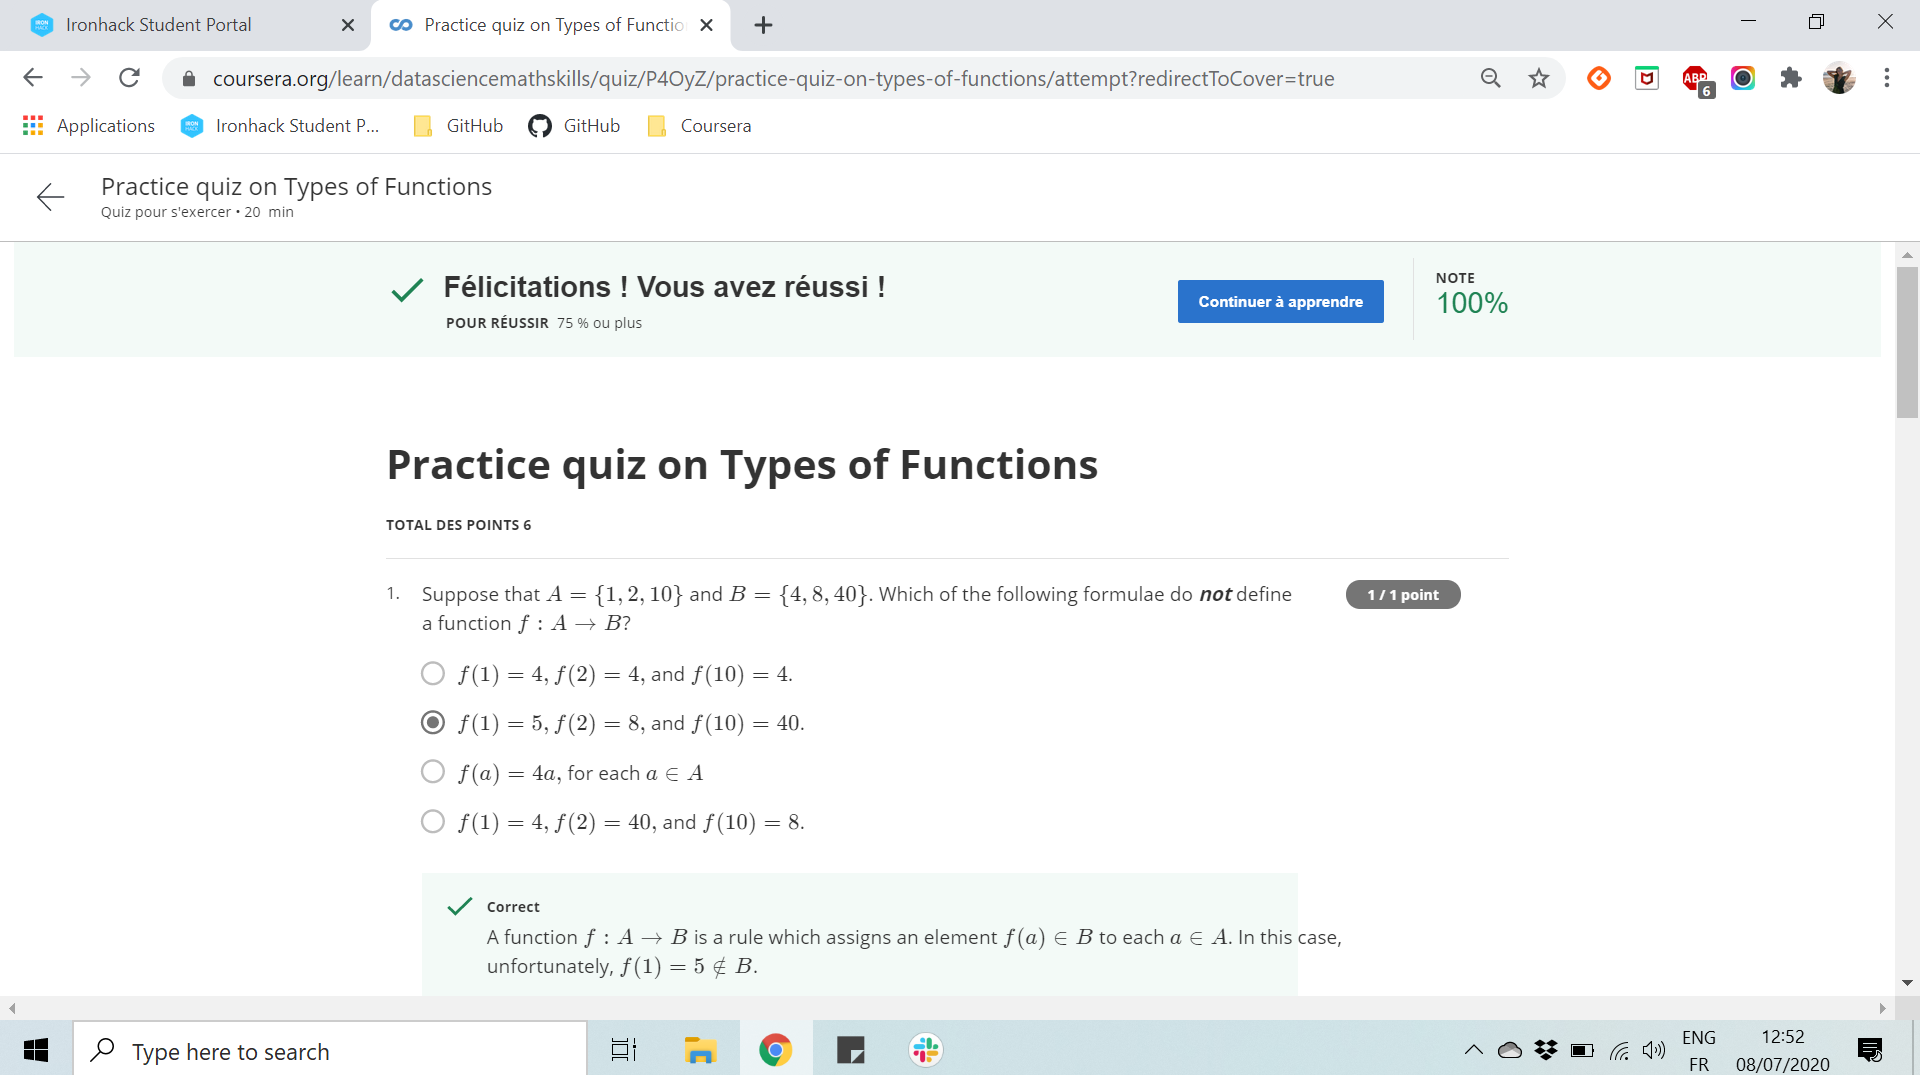 Ironhack Student Portal
Practice quiz on Types of Functio
coursera.org/learn/datasciencemathskills/quiz/P4OyZ/practice-quiz-on-types-of-functions/attempt?redirectToCover=true
ABP
6
Applications
Ironhack Student P...
GitHub
GitHub
Coursera
Practice quiz on Types of Functions
Quiz pour s'exercer • 20 min
Félicitations ! Vous avez réussi !
POUR RÉUSSIR 75 % ou plus
Continuer à apprendre
NOTE
100%
Practice quiz on Types of Functions
TOTAL DES POINTS 6
1. Suppose that A = {1, 2, 10} and B = {4, 8, 40}. Which of the following formulae do not define
a function f : A → B?
1 / 1 point
f(1) = 4, f(2) = 4, and f(10) = 4.
f(1) = 5, f(2) = 8, and f(10) = 40.
f(a) = 4a, for each a ∈ A
f(1) = 4, f(2) = 40, and f(10) = 8.
Correct
A function f : A → B is a rule which assigns an element f(a) ∈ B to each a ∈ A. In this case,
unfortunately, f(1) = 5 ∉ B.
Type here to search
ENG
FR
12:52
08/07/2020